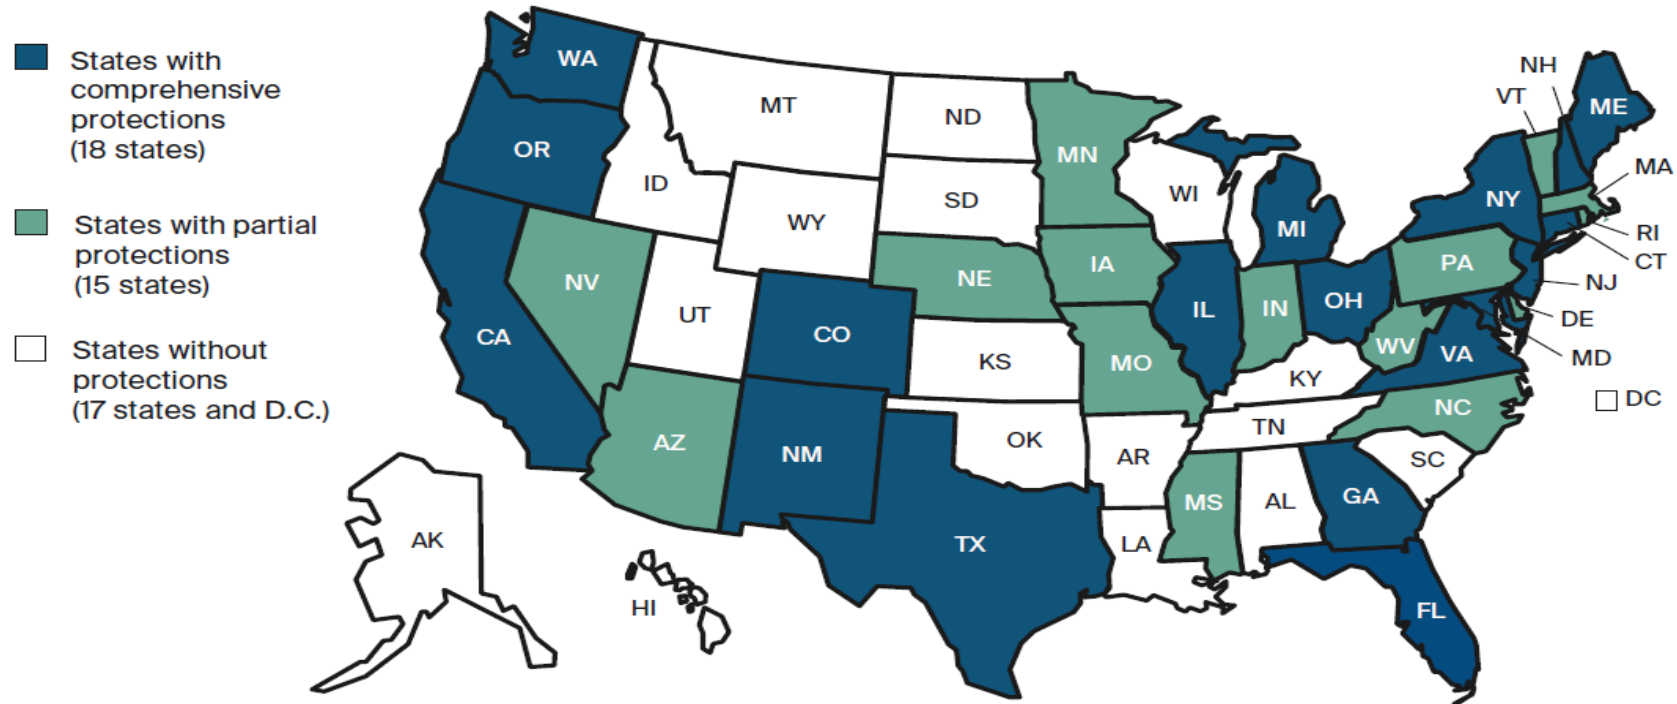 States with
comprehensive
protections
(18 states)
States with partial
protections
(15 states)
States without
protections
(17 states and D.C.)
WA
OR
CA
NV
ID
MT
WY
UT
AZ
CO
NM
ND
SD
NE
KS
OK
TX
MN
IA
MO
AR
LA
WI
IL
MS
MI
IN
KY
TN
AL
OH
WV
VA
NC
SC
GA
FL
PA
NY
VT
NH
ME
MA
RI
CT
NJ
DE
MD
DC
AK
HI